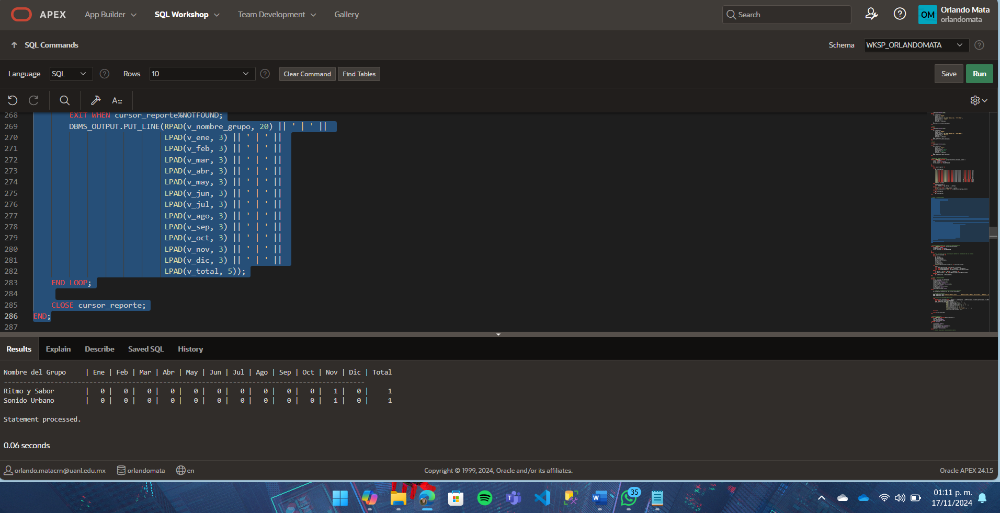 APEX App Builder SQL Workshop Team Development Gallery Search Orlando Mata
OM orlandomata
SQL Commands Schema WKSP_ORLANDOMATA
Language SQL Rows 10 Clear Command Find Tables Save Run
268 EXIT WHEN cursor_reporte%NOTFOUND;
269 DBMS_OUTPUT.PUT_LINE(RPAD(v_nombre_grupo, 20) || ' | ' ||
270 LPAD(v_ene, 3) || ' | ' ||
271 LPAD(v_feb, 3) || ' | ' ||
272 LPAD(v_mar, 3) || ' | ' ||
273 LPAD(v_abr, 3) || ' | ' ||
274 LPAD(v_may, 3) || ' | ' ||
275 LPAD(v_jun, 3) || ' | ' ||
276 LPAD(v_jul, 3) || ' | ' ||
277 LPAD(v_ago, 3) || ' | ' ||
278 LPAD(v_sep, 3) || ' | ' ||
279 LPAD(v_oct, 3) || ' | ' ||
280 LPAD(v_nov, 3) || ' | ' ||
281 LPAD(v_dic, 3) || ' | ' ||
282 LPAD(v_total, 5));
283 END LOOP;
284
285 CLOSE cursor_reporte;
286 END;
287
Results Explain Describe Saved SQL History
Nombre del Grupo | Ene | Feb | Mar | Abr | May | Jun | Jul | Ago | Sep | Oct | Nov | Dic | Total
---------------------------------------------------------------------------------------------
Ritmo y Sabor | 0 | 0 | 0 | 0 | 0 | 0 | 0 | 0 | 0 | 0 | 1 | 0 | 1
Sonido Urbano | 0 | 0 | 0 | 0 | 0 | 0 | 0 | 0 | 0 | 0 | 1 | 0 | 1
Statement processed.
0.06 seconds
orlando.matacrn@uanl.edu.mx orlandomata en Copyright © 1999, 2024, Oracle and/or its affiliates. Oracle APEX 24.1.5
35
01:11 p. m.
17/11/2024